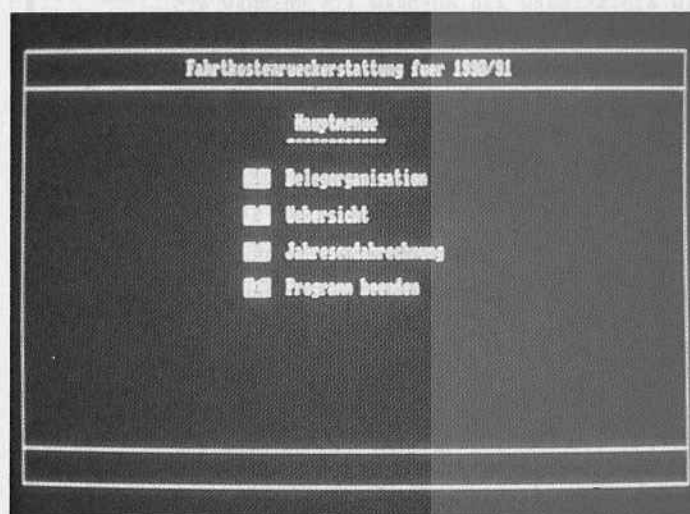 Fahrtkostenrueckerstattung fuer 1990/91
Hauptmenue
Belegorganisation
Uebersicht
Jahresendabrechnung
Programm beenden